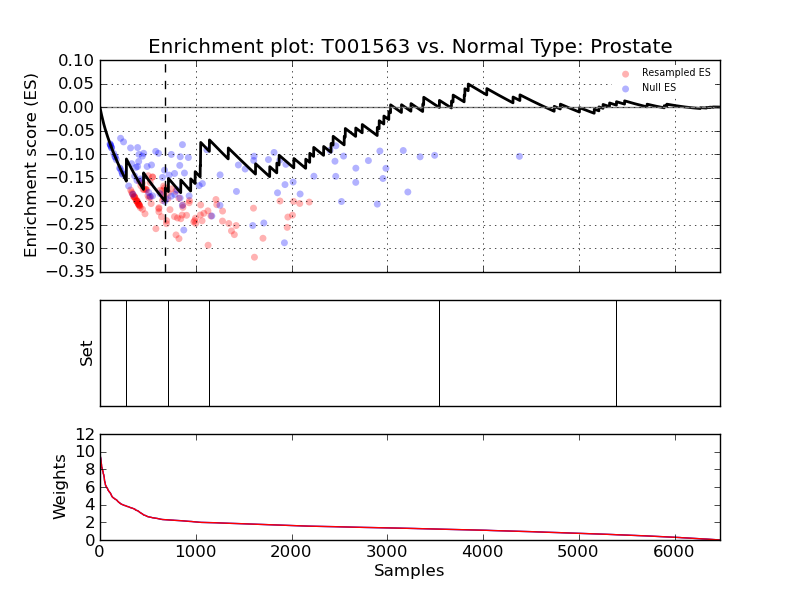 Enrichment plot: T001563 vs. Normal Type: Prostate
Enrichment score (ES)
0.10
0.05
0.00
−0.05
−0.10
−0.15
−0.20
−0.25
−0.30
−0.35
Resampled ES
Null ES
Set
Weights
12
10
8
6
4
2
0
0 1000 2000 3000 4000 5000 6000
Samples